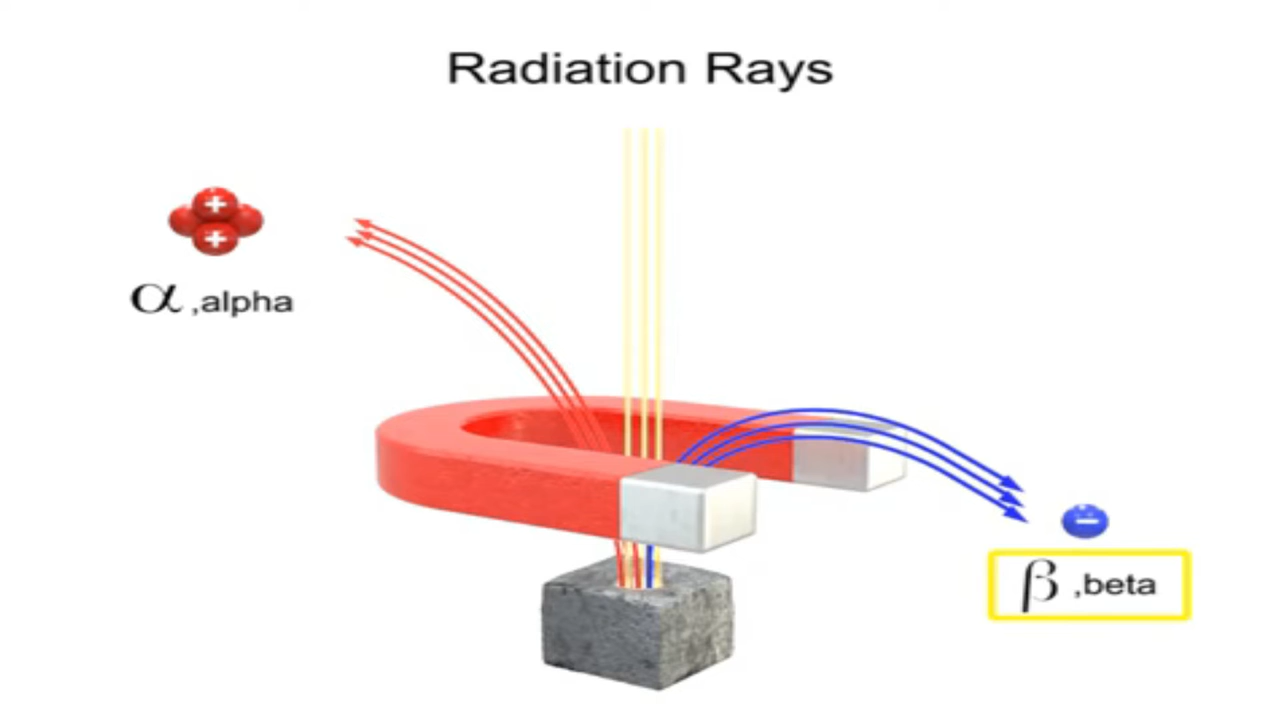 Radiation Rays
+
+
α ,alpha
−
β ,beta